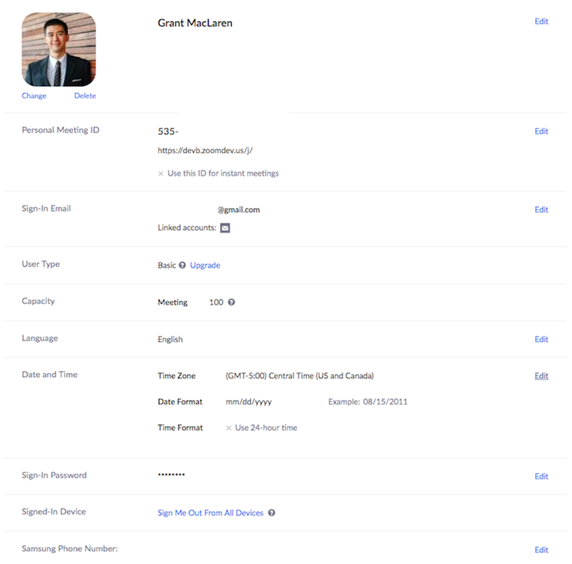 Grant MacLaren
Edit
Change Delete
Personal Meeting ID 535- Edit
https://devb.zoomdev.us/j/
× Use this ID for instant meetings
Sign-In Email @gmail.com Edit
Linked accounts:
User Type Basic ? Upgrade
Capacity Meeting 100 ?
Language English Edit
Date and Time Time Zone (GMT-5:00) Central Time (US and Canada) Edit
Date Format mm/dd/yyyy Example: 08/15/2011
Time Format × Use 24-hour time
Sign-In Password •••••••• Edit
Signed-In Device Sign Me Out From All Devices ?
Samsung Phone Number: Edit